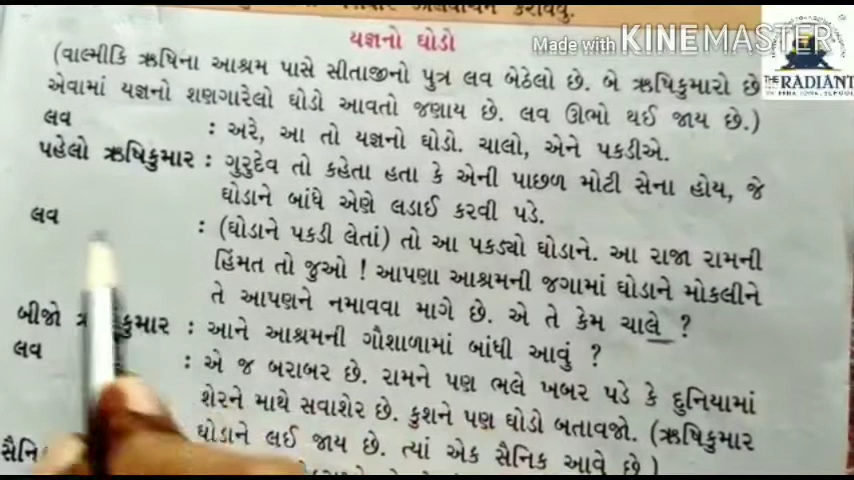 કરાવવું.
Made with KINEMASTER
THE RADIANT
યજ્ઞનો ઘોડો
(વાલ્મીકિ ઋષિના આશ્રમ પાસે સીતાજીનો પુત્ર લવ બેઠેલો છે. બે ઋષિકુમારો છે
એવામાં યજ્ઞનો શણગારેલો ઘોડો આવતો જણાય છે. લવ ઊભો થઈ જાય છે.)
લવ : અરે, આ તો યજ્ઞનો ઘોડો. ચાલો, એને પકડીએ.
પહેલો ઋષિકુમાર : ગુરુદેવ તો કહેતા હતા કે એની પાછળ મોટી સેના હોય, જે
ઘોડાને બાંધે એણે લડાઈ કરવી પડે.
લવ : (ઘોડાને પકડી લેતાં) તો આ પકડ્યો ઘોડાને. આ રાજા રામની
હિંમત તો જુઓ ! આપણા આશ્રમની જગામાં ઘોડાને મોકલીને
તે આપણને નમાવવા માગે છે. એ તે કેમ ચાલે ?
બીજો : આને આશ્રમની ગૌશાળામાં બાંધી આવું ?
લવ : એ જ બરાબર છે. રામને પણ ભલે ખબર પડે કે દુનિયામાં
શેરને માથે સવાશેર છે. કુશને પણ ઘોડો બતાવજો. (ઋષિકુમાર
ઘોડાને લઈ જાય છે. ત્યાં એક સૈનિક આવે છે.)